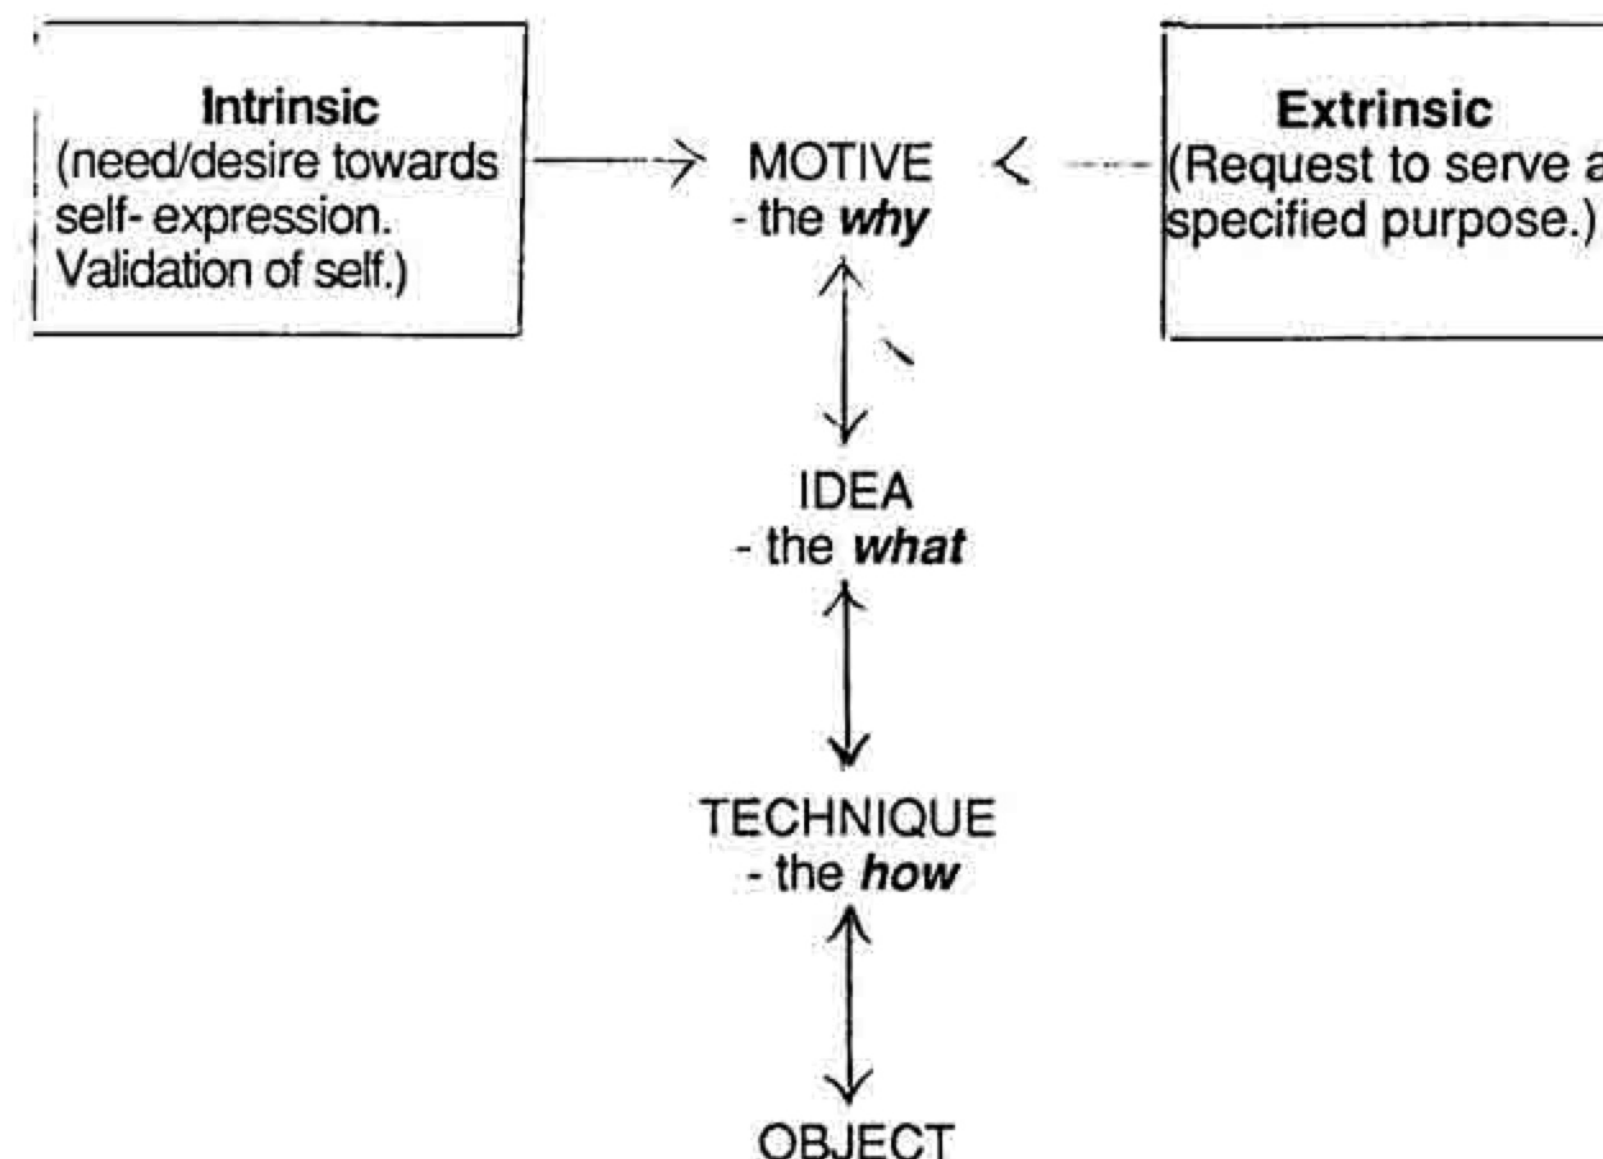 Intrinsic
(need/desire towards
self- expression.
Validation of self.)
MOTIVE
- the why
Extrinsic
(Request to serve a
specified purpose.)
IDEA
- the what
TECHNIQUE
- the how
OBJECT